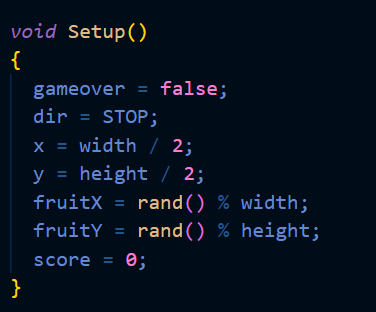 void Setup()
{
gameover = false;
dir = STOP;
x = width / 2;
y = height / 2;
fruitX = rand() % width;
fruitY = rand() % height;
score = 0;
}